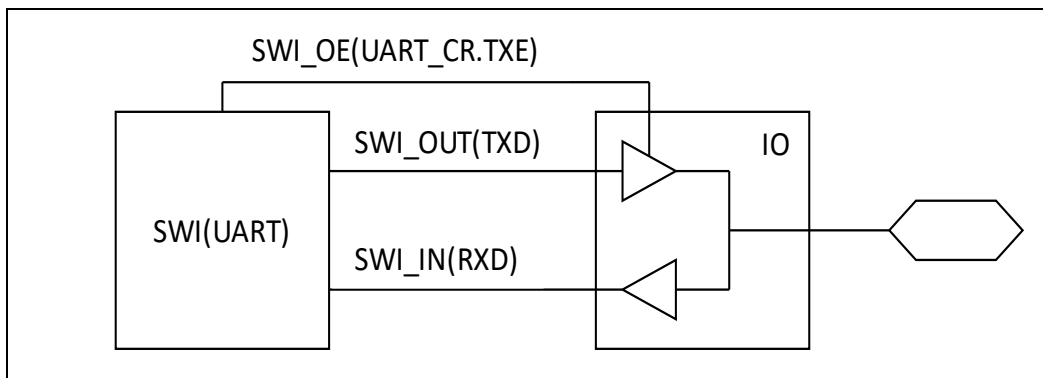 SWI_OE(UART_CR.TXE)
SWI_OUT(TXD)
IO
SWI(UART)
SWI_IN(RXD)